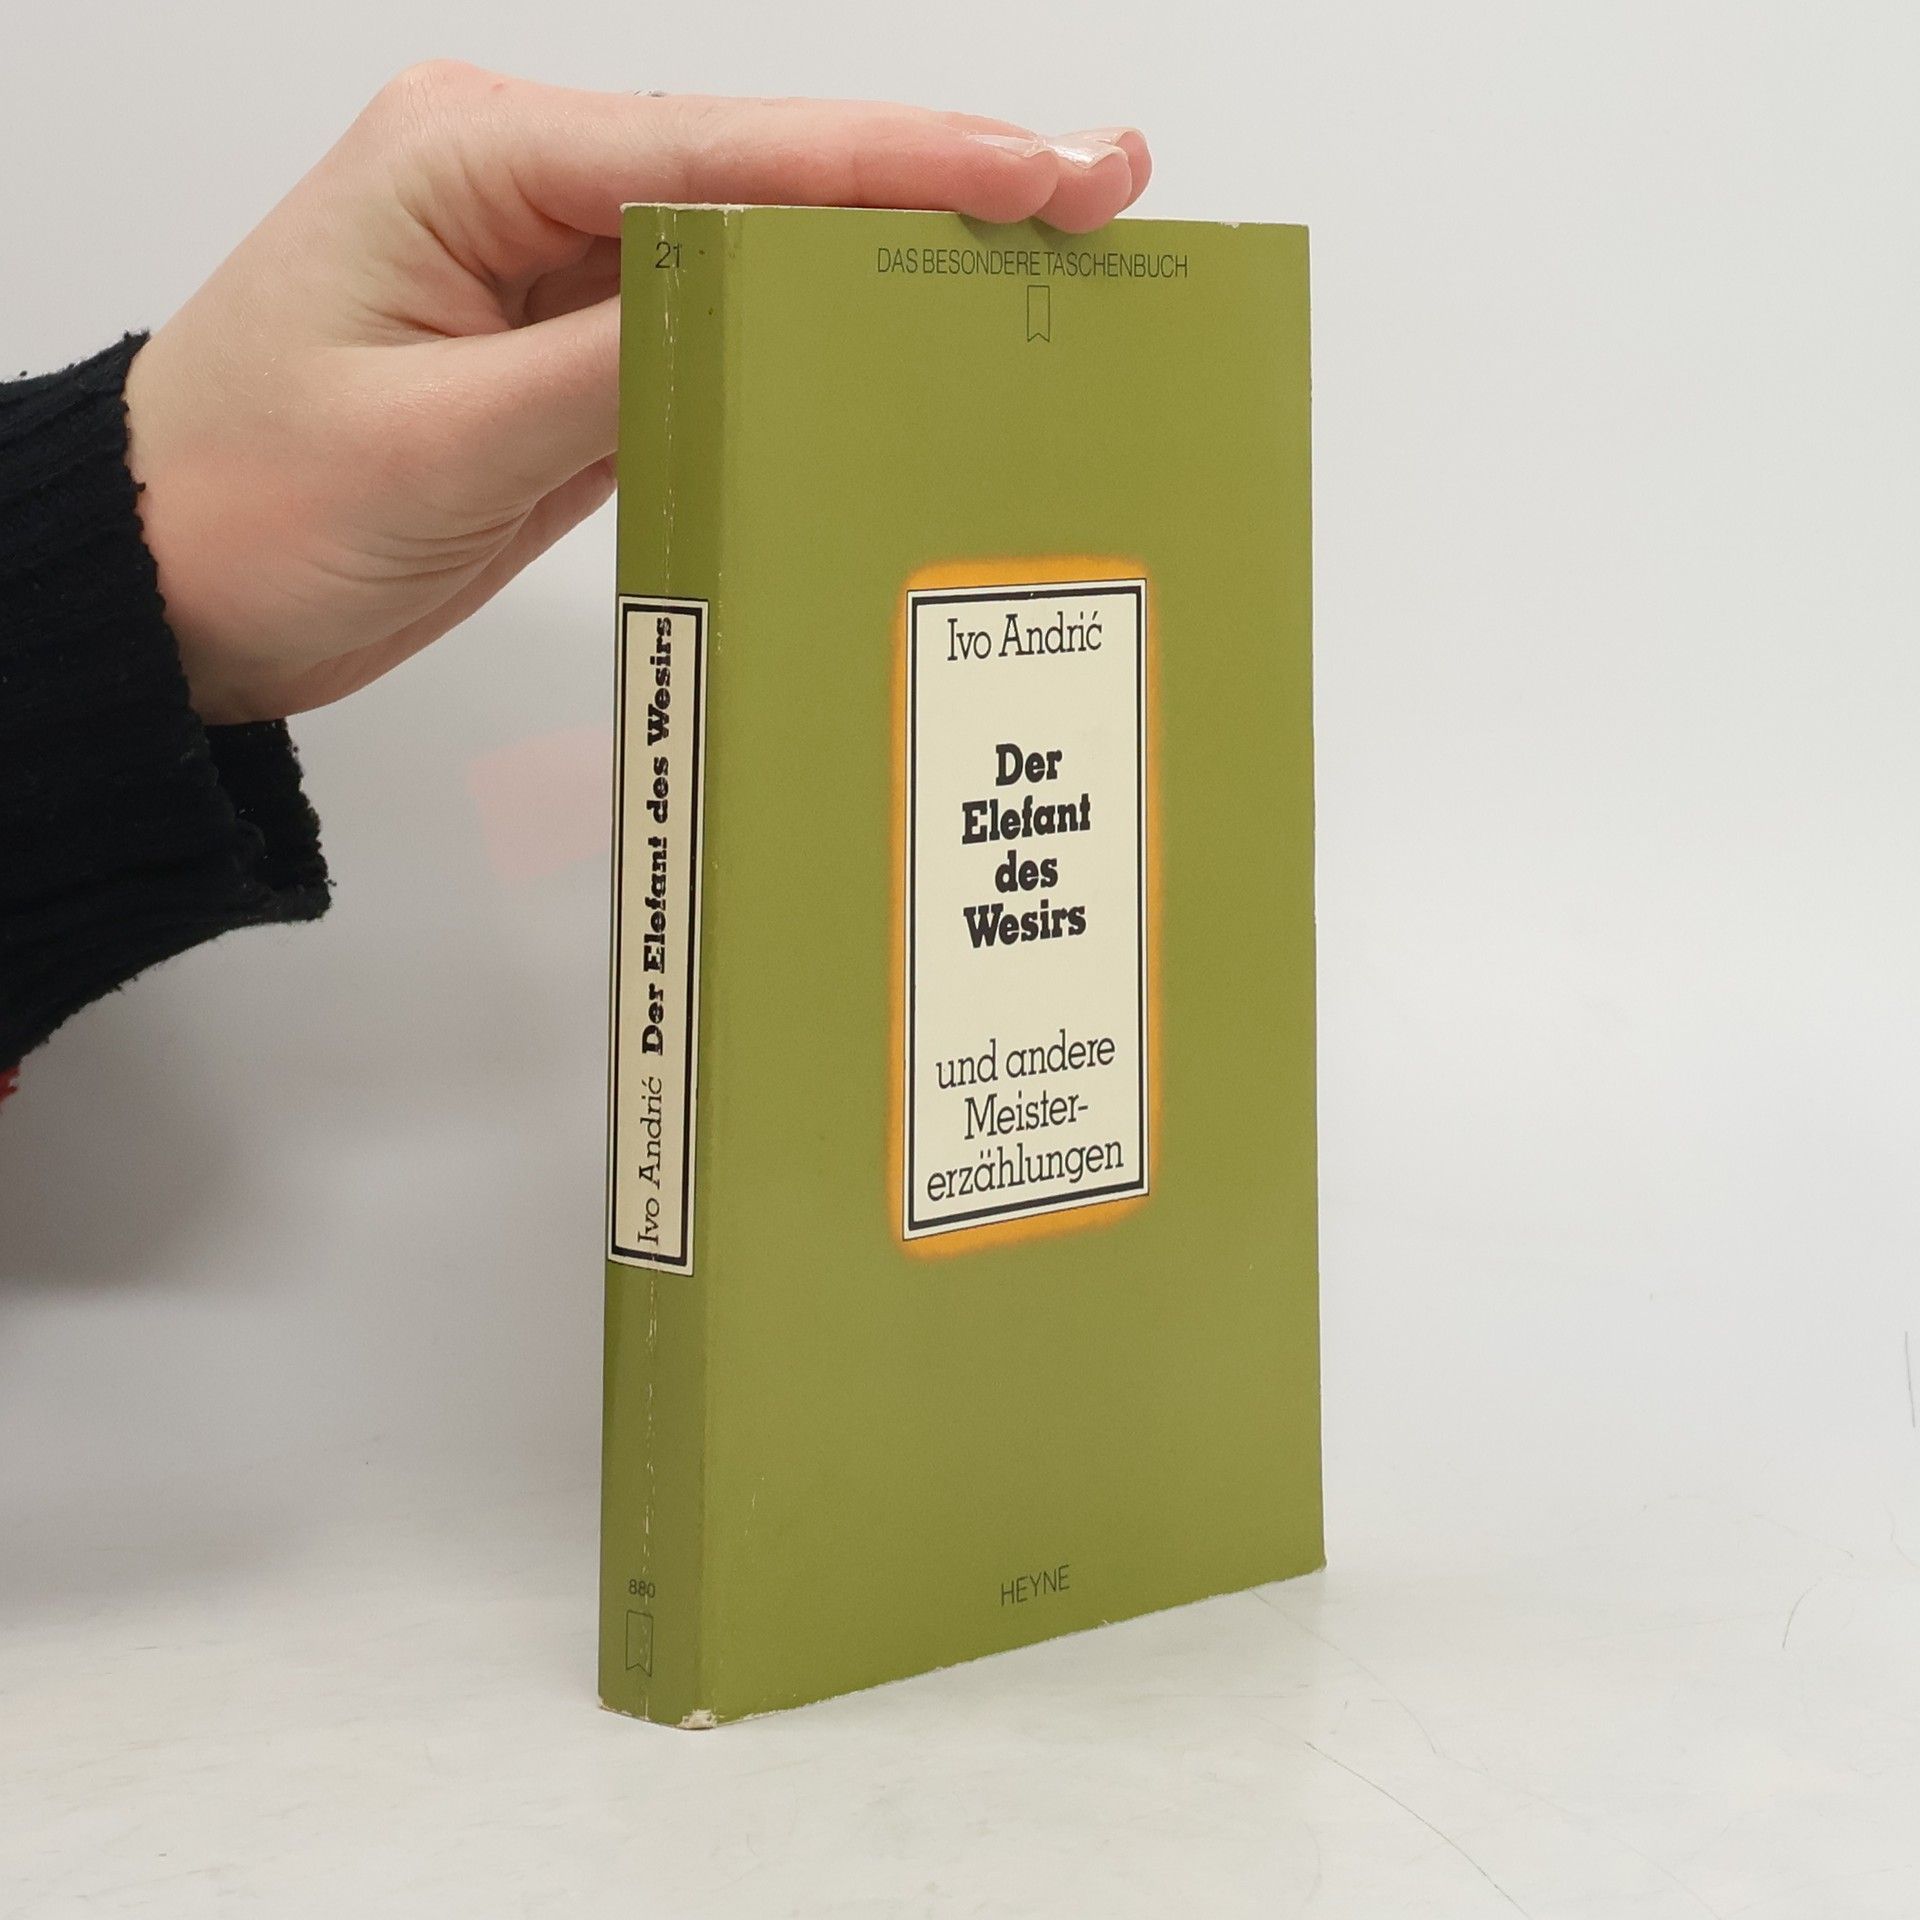 21
Ivo Andrić Der Elefant des Wesirs
880
DAS BESONDERE TASCHENBUCH
Ivo Andrić
Der
Elefant
des
Wesirs
und andere
Meister-
erzählungen
HEYNE